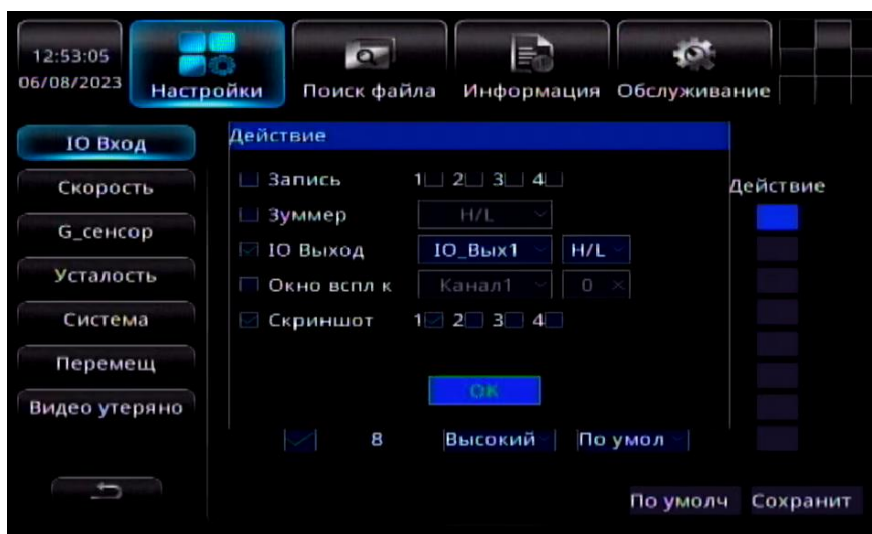 12:53:05
06/08/2023
Настройки
Поиск файла
Информация
Обслуживание
IO Вход
Скорость
G_сенсор
Усталость
Система
Перемещ
Видео утеряно
Действие
Запись 1 2 3 4
Зуммер H/L
IO Выход IO_Вых1 H/L
Окно вспл к Канал1 0
Скриншот 1 2 3 4
OK
8 Высокий По умол
Действие
По умолч Сохранит